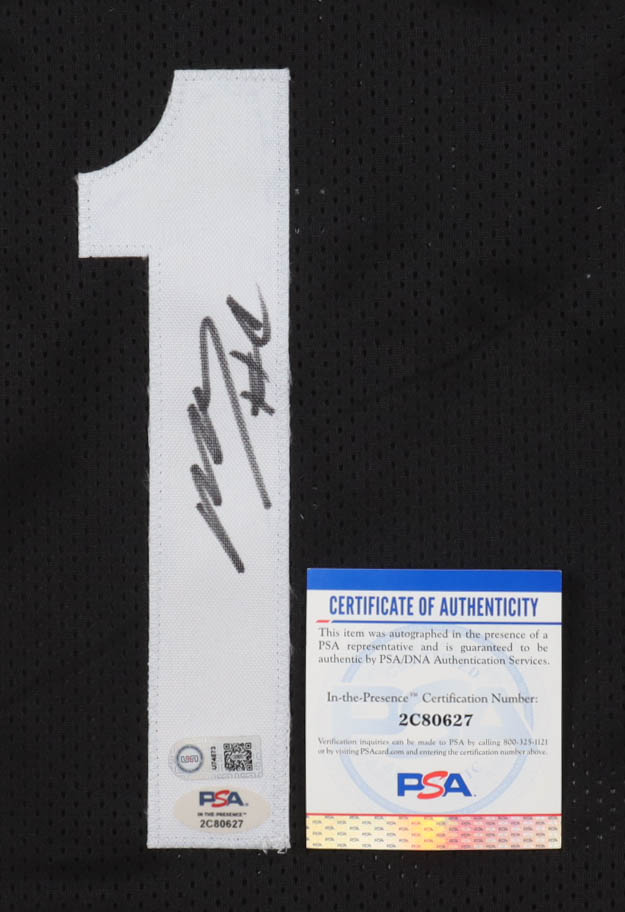 1
U74873
PSA
IN THE PRESENCE™
2C80627
CERTIFICATE OF AUTHENTICITY
This item was autographed in the presence of a
PSA representative and is guaranteed to be
authentic by PSA/DNA Authentication Services.
In-the-Presence™ Certification Number:
2C80627
Verification inquiries can be made to PSA by calling 800-325-1121
or by visiting PSAcard.com and entering the certification number above.
PSA